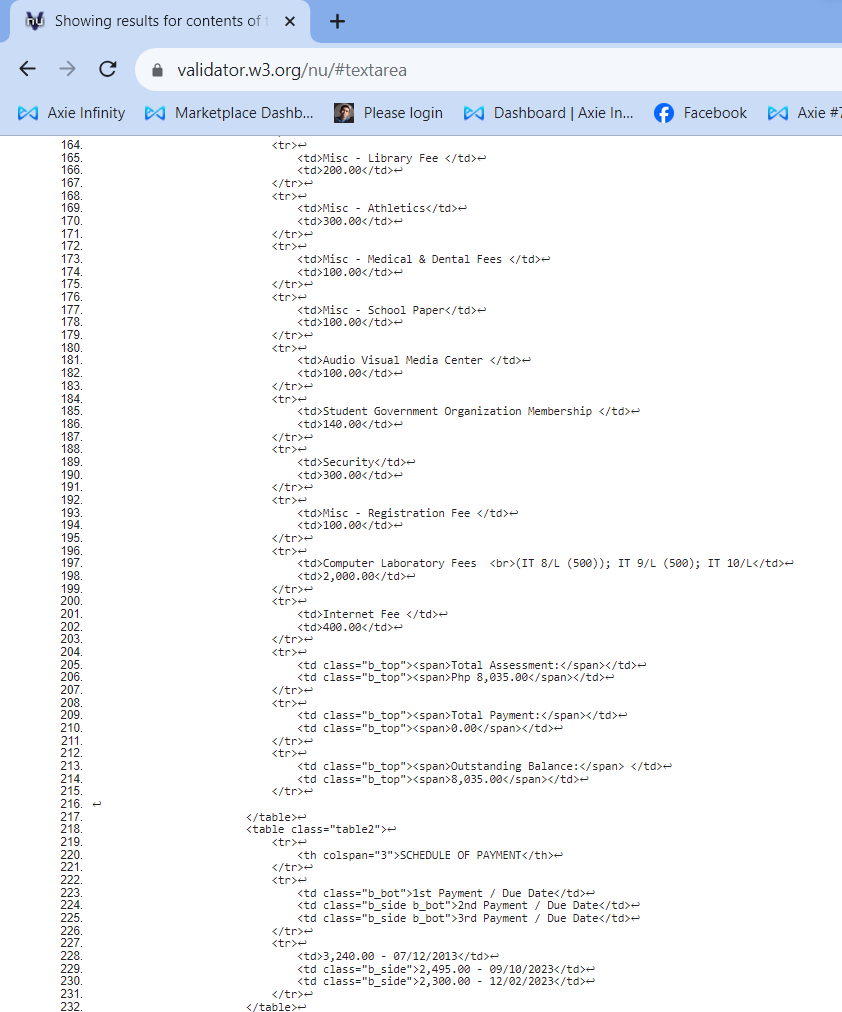 Showing results for contents of t
validator.w3.org/nu/#textarea
Axie Infinity Marketplace Dashb... Please login Dashboard | Axie In... Facebook Axie #7
164. <tr>↩
165. <td>Misc - Library Fee </td>↩
166. <td>200.00</td>↩
167. </tr>↩
168. <tr>↩
169. <td>Misc - Athletics</td>↩
170. <td>300.00</td>↩
171. </tr>↩
172. <tr>↩
173. <td>Misc - Medical & Dental Fees </td>↩
174. <td>100.00</td>↩
175. </tr>↩
176. <tr>↩
177. <td>Misc - School Paper</td>↩
178. <td>100.00</td>↩
179. </tr>↩
180. <tr>↩
181. <td>Audio Visual Media Center </td>↩
182. <td>100.00</td>↩
183. </tr>↩
184. <tr>↩
185. <td>Student Government Organization Membership </td>↩
186. <td>140.00</td>↩
187. </tr>↩
188. <tr>↩
189. <td>Security</td>↩
190. <td>300.00</td>↩
191. </tr>↩
192. <tr>↩
193. <td>Misc - Registration Fee </td>↩
194. <td>100.00</td>↩
195. </tr>↩
196. <tr>↩
197. <td>Computer Laboratory Fees  <br>(IT 8/L (500)); IT 9/L (500); IT 10/L</td>↩
198. <td>2,000.00</td>↩
199. </tr>↩
200. <tr>↩
201. <td>Internet Fee </td>↩
202. <td>400.00</td>↩
203. </tr>↩
204. <tr>↩
205. <td class="b_top"><span>Total Assessment:</span></td>↩
206. <td class="b_top"><span>Php 8,035.00</span></td>↩
207. </tr>↩
208. <tr>↩
209. <td class="b_top"><span>Total Payment:</span></td>↩
210. <td class="b_top"><span>0.00</span></td>↩
211. </tr>↩
212. <tr>↩
213. <td class="b_top"><span>Outstanding Balance:</span> </td>↩
214. <td class="b_top"><span>8,035.00</span></td>↩
215. </tr>↩
216. ↩
217. </table>↩
218. <table class="table2">↩
219. <tr>↩
220. <th colspan="3">SCHEDULE OF PAYMENT</th>↩
221. </tr>↩
222. <tr>↩
223. <td class="b_bot">1st Payment / Due Date</td>↩
224. <td class="b_side b_bot">2nd Payment / Due Date</td>↩
225. <td class="b_side b_bot">3rd Payment / Due Date</td>↩
226. </tr>↩
227. <tr>↩
228. <td>3,240.00 - 07/12/2013</td>↩
229. <td class="b_side">2,495.00 - 09/10/2023</td>↩
230. <td class="b_side">2,300.00 - 12/02/2023</td>↩
231. </tr>↩
232. </table>↩